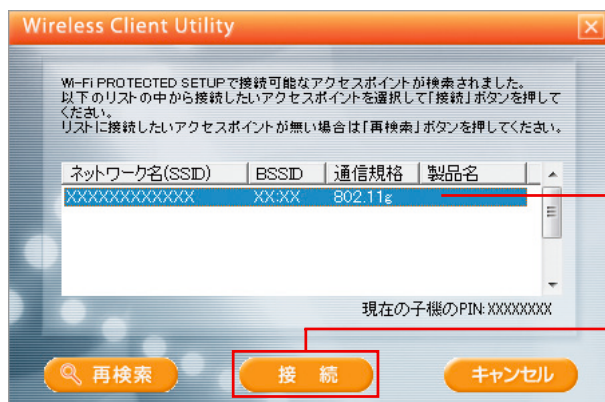 Wireless Client Utility
Wi-Fi PROTECTED SETUPで接続可能なアクセスポイントが検索されました。
以下のリストの中から接続したいアクセスポイントを選択して「接続」ボタンを押して
ください。
リストに接続したいアクセスポイントが無い場合は「再検索」ボタンを押してください。
ネットワーク名(SSID) BSSID 通信規格 製品名
XXXXXXXXXXXX XX:XX 802.11g
現在の子機のPIN: XXXXXXXX
再検索 接 続 キャンセル